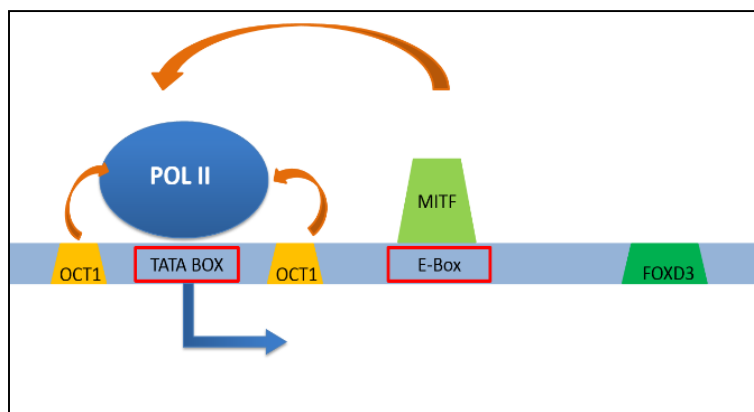 POL II
MITF
OCT1
TATA BOX
OCT1
E-Box
FOXD3